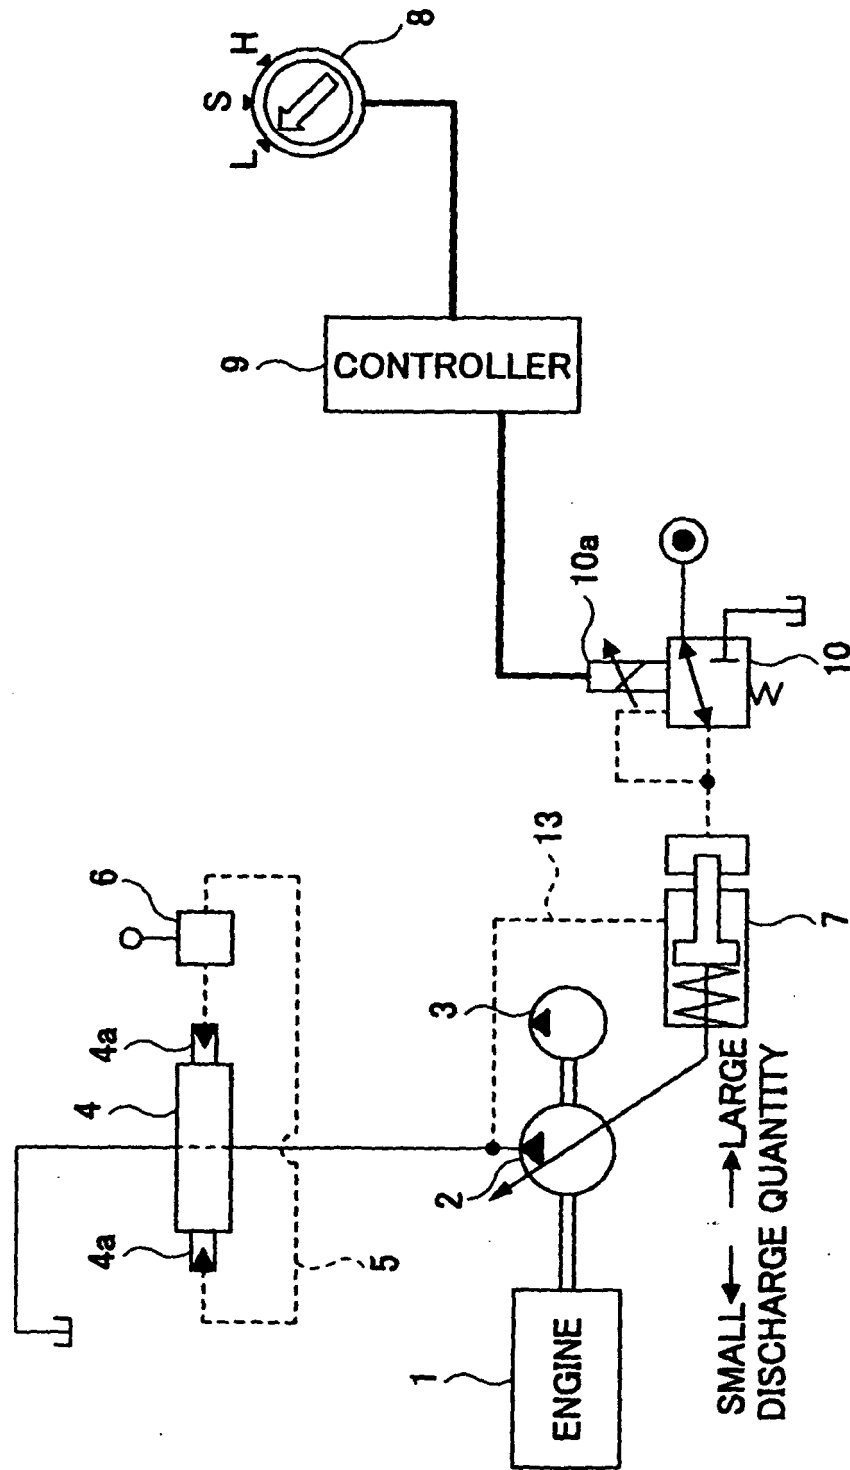 8
H
S
L
9
CONTROLLER
10a
10
6
13
7
4a
4
3
4a
2
5
1
ENGINE
SMALL LARGE
DISCHARGE QUANTITY